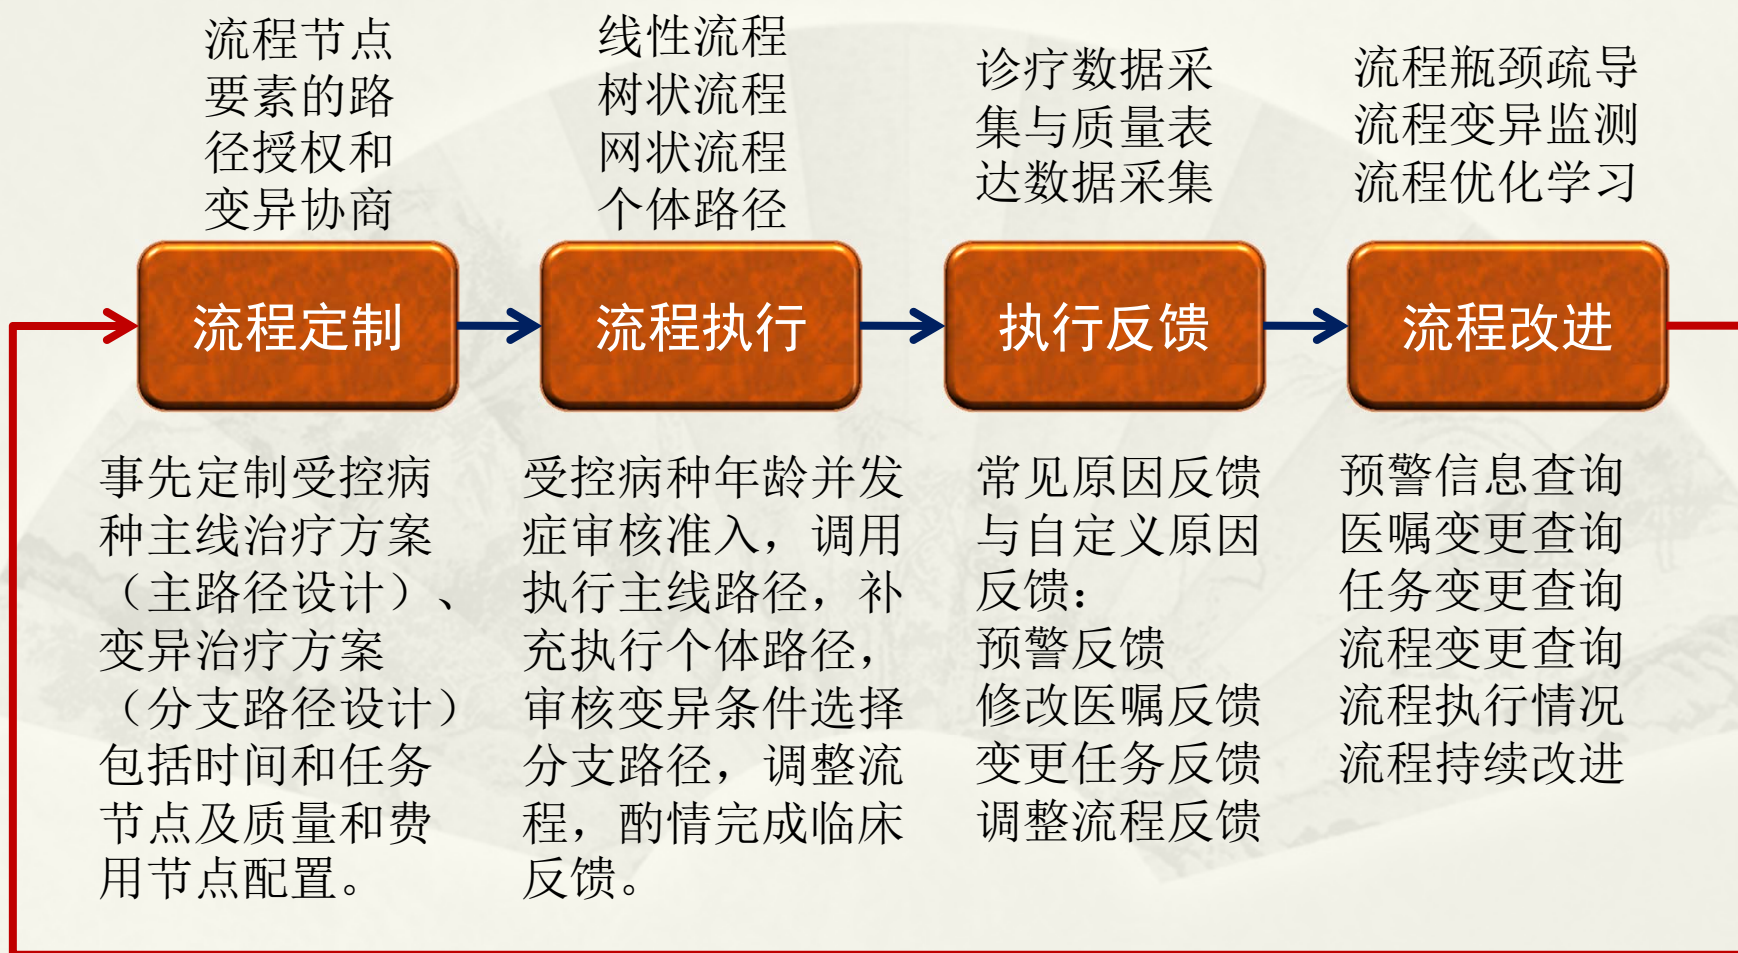 流程节点
要素的路
径授权和
变异协商
线性流程
树状流程
网状流程
个体路径
诊疗数据采
集与质量表
达数据采集
流程瓶颈疏导
流程变异监测
流程优化学习
流程定制
流程执行
执行反馈
流程改进
事先定制受控病
种主线治疗方案
（主路径设计）、
变异治疗方案
（分支路径设计）
包括时间和任务
节点及质量和费
用节点配置。
受控病种年龄并发
症审核准入，调用
执行主线路径，补
充执行个体路径，
审核变异条件选择
分支路径，调整流
程，酌情完成临床
反馈。
常见原因反馈
与自定义原因
反馈：
预警反馈
修改医嘱反馈
变更任务反馈
调整流程反馈
预警信息查询
医嘱变更查询
任务变更查询
流程变更查询
流程执行情况
流程持续改进